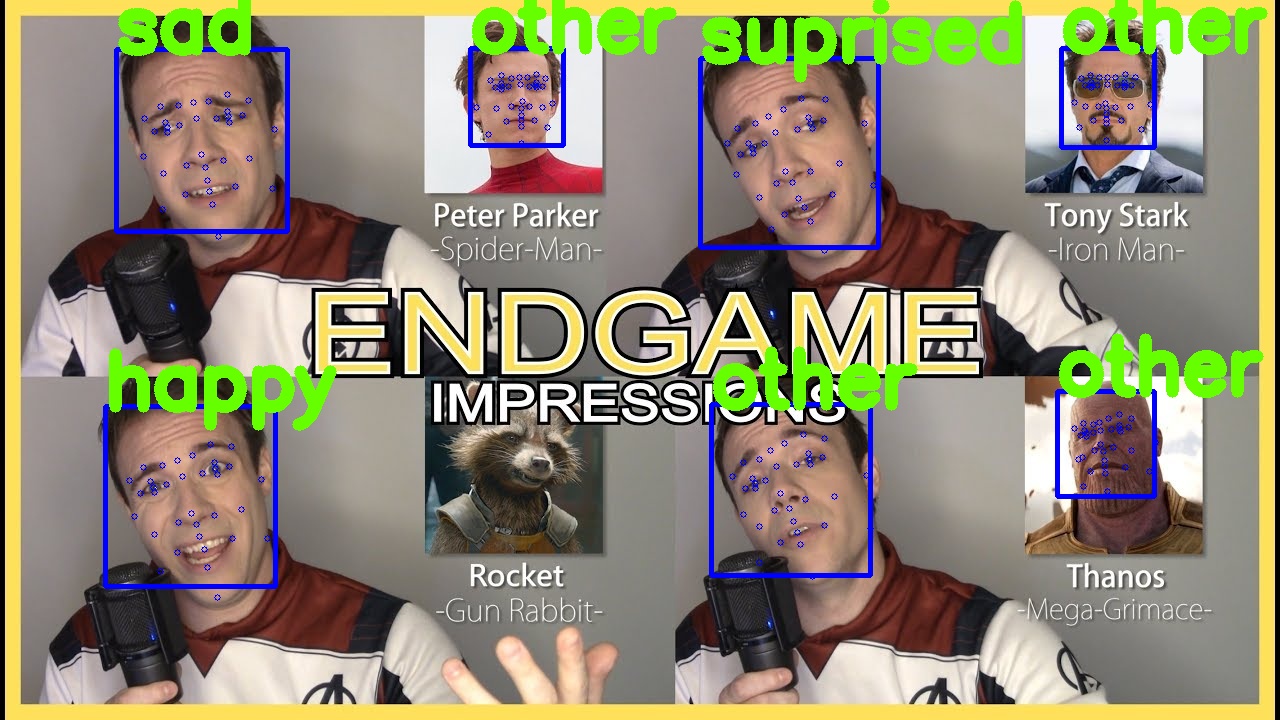 sad
other
suprised
other
Peter Parker
-Spider-Man-
Tony Stark
-Iron Man-
ENDGAME
IMPRESSIONS
happy
other
other
Rocket
-Gun Rabbit-
Thanos
-Mega-Grimace-